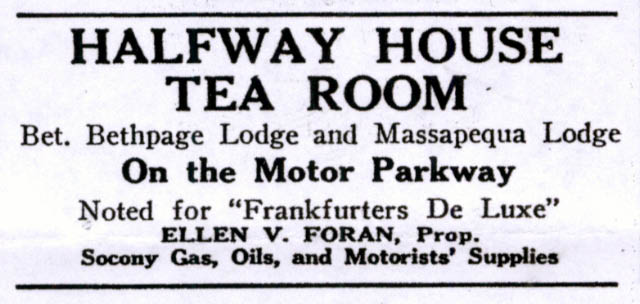 HALFWAY HOUSE
TEA ROOM
Bet. Bethpage Lodge and Massapequa Lodge
On the Motor Parkway
Noted for "Frankfurters De Luxe"
ELLEN V. FORAN, Prop.
Socony Gas, Oils, and Motorists' Supplies